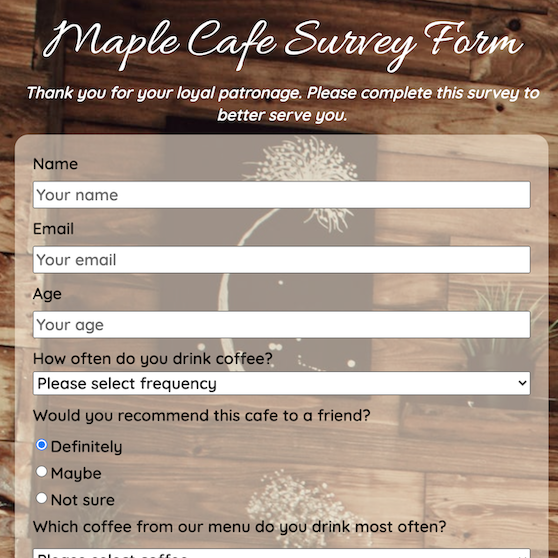 Maple Cafe Survey Form
Thank you for your loyal patronage. Please complete this survey to
better serve you.
Name
Your name
Email
Your email
Age
Your age
How often do you drink coffee?
Please select frequency
Would you recommend this cafe to a friend?
Definitely
Maybe
Not sure
Which coffee from our menu do you drink most often?
Please select coffee